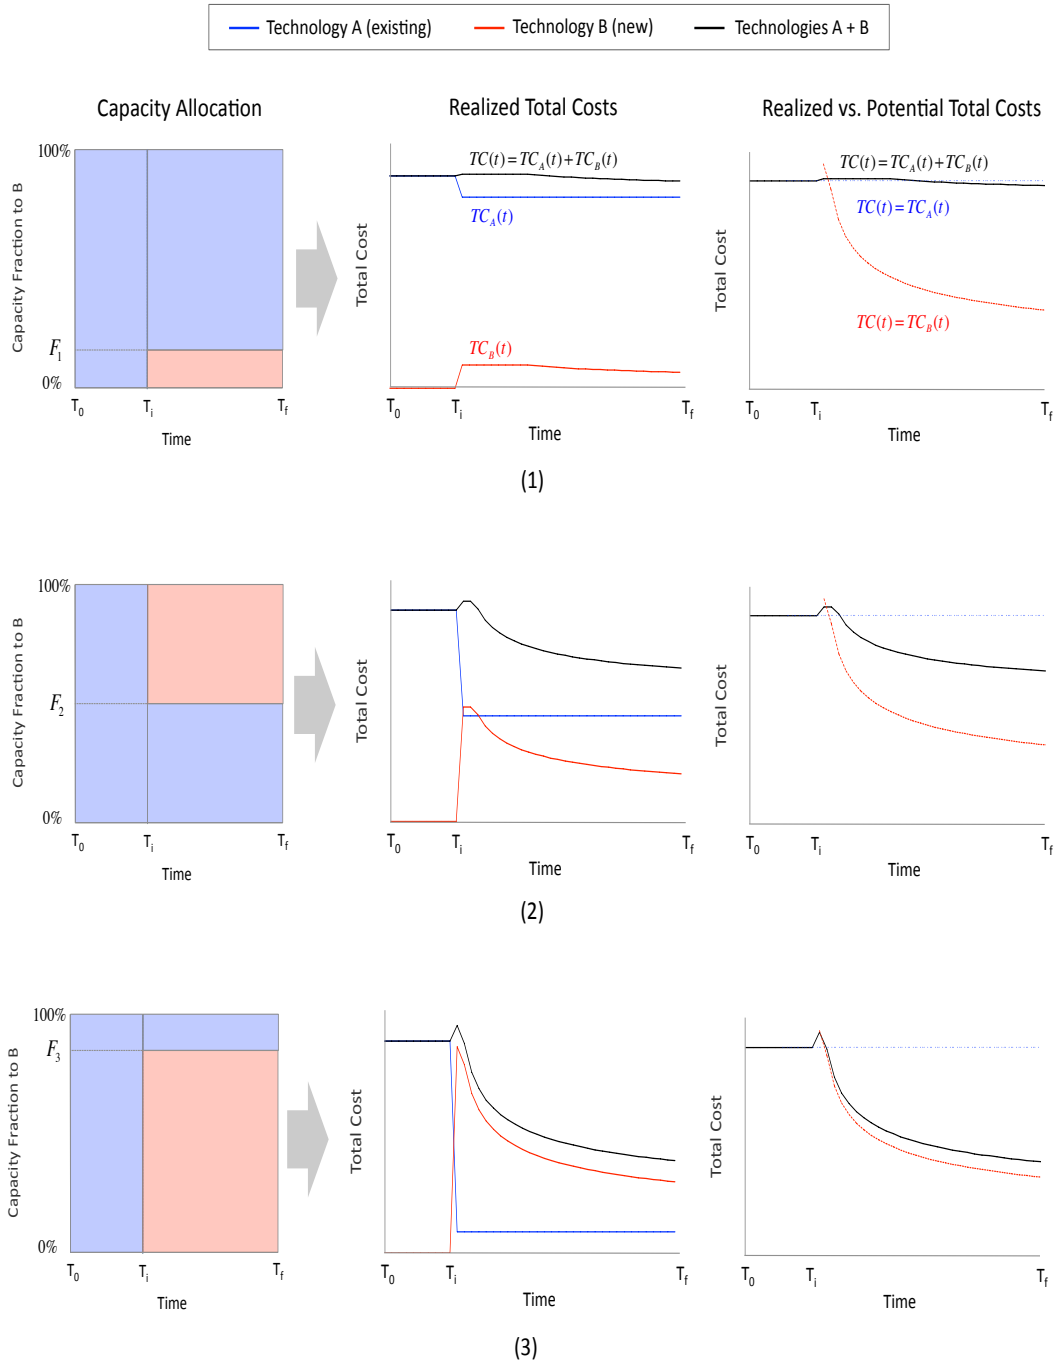 Technology A (existing) Technology B (new) Technologies A + B
Capacity Allocation Realized Total Costs Realized vs. Potential Total Costs
Capacity Fraction to B
100%
F1
0%
T0 Ti Tf
Time
Total Cost
TC(t) = TCA(t) + TCB(t)
TCA(t)
TCB(t)
T0 Ti Tf
Time
Total Cost
TC(t) = TCA(t) + TCB(t)
TC(t) = TCA(t)
TC(t) = TCB(t)
T0 Ti Tf
Time
(1)
Capacity Fraction to B
100%
F2
0%
T0 Ti Tf
Time
Total Cost
T0 Ti Tf
Time
Total Cost
T0 Ti Tf
Time
(2)
Capacity Fraction to B
100%
F3
0%
T0 Ti Tf
Time
Total Cost
T0 Ti Tf
Time
Total Cost
T0 Ti Tf
Time
(3)